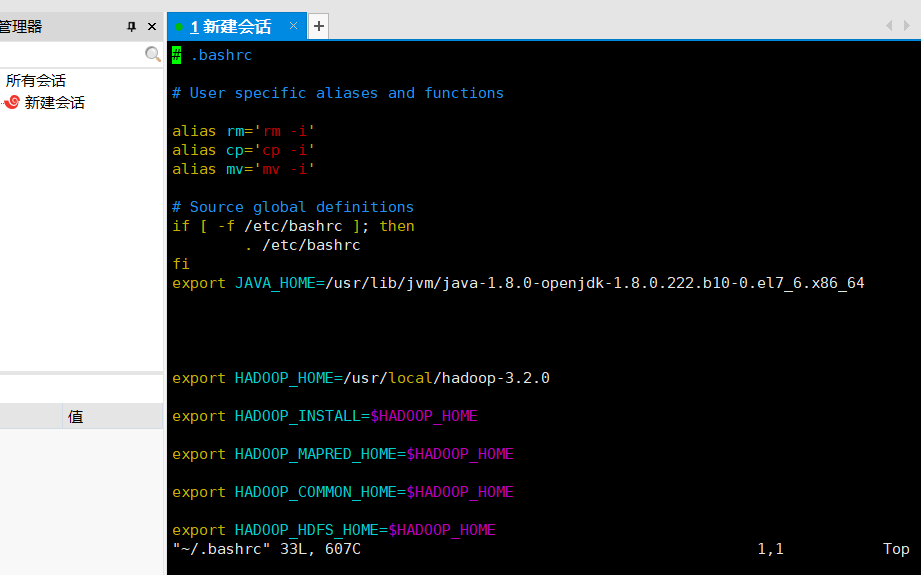 管理器
1 新建会话
所有会话
新建会话
值
# .bashrc
# User specific aliases and functions
alias rm='rm -i'
alias cp='cp -i'
alias mv='mv -i'
# Source global definitions
if [ -f /etc/bashrc ]; then
. /etc/bashrc
fi
export JAVA_HOME=/usr/lib/jvm/java-1.8.0-openjdk-1.8.0.222.b10-0.el7_6.x86_64
export HADOOP_HOME=/usr/local/hadoop-3.2.0
export HADOOP_INSTALL=$HADOOP_HOME
export HADOOP_MAPRED_HOME=$HADOOP_HOME
export HADOOP_COMMON_HOME=$HADOOP_HOME
export HADOOP_HDFS_HOME=$HADOOP_HOME
"~/.bashrc" 33L, 607C 1,1 Top